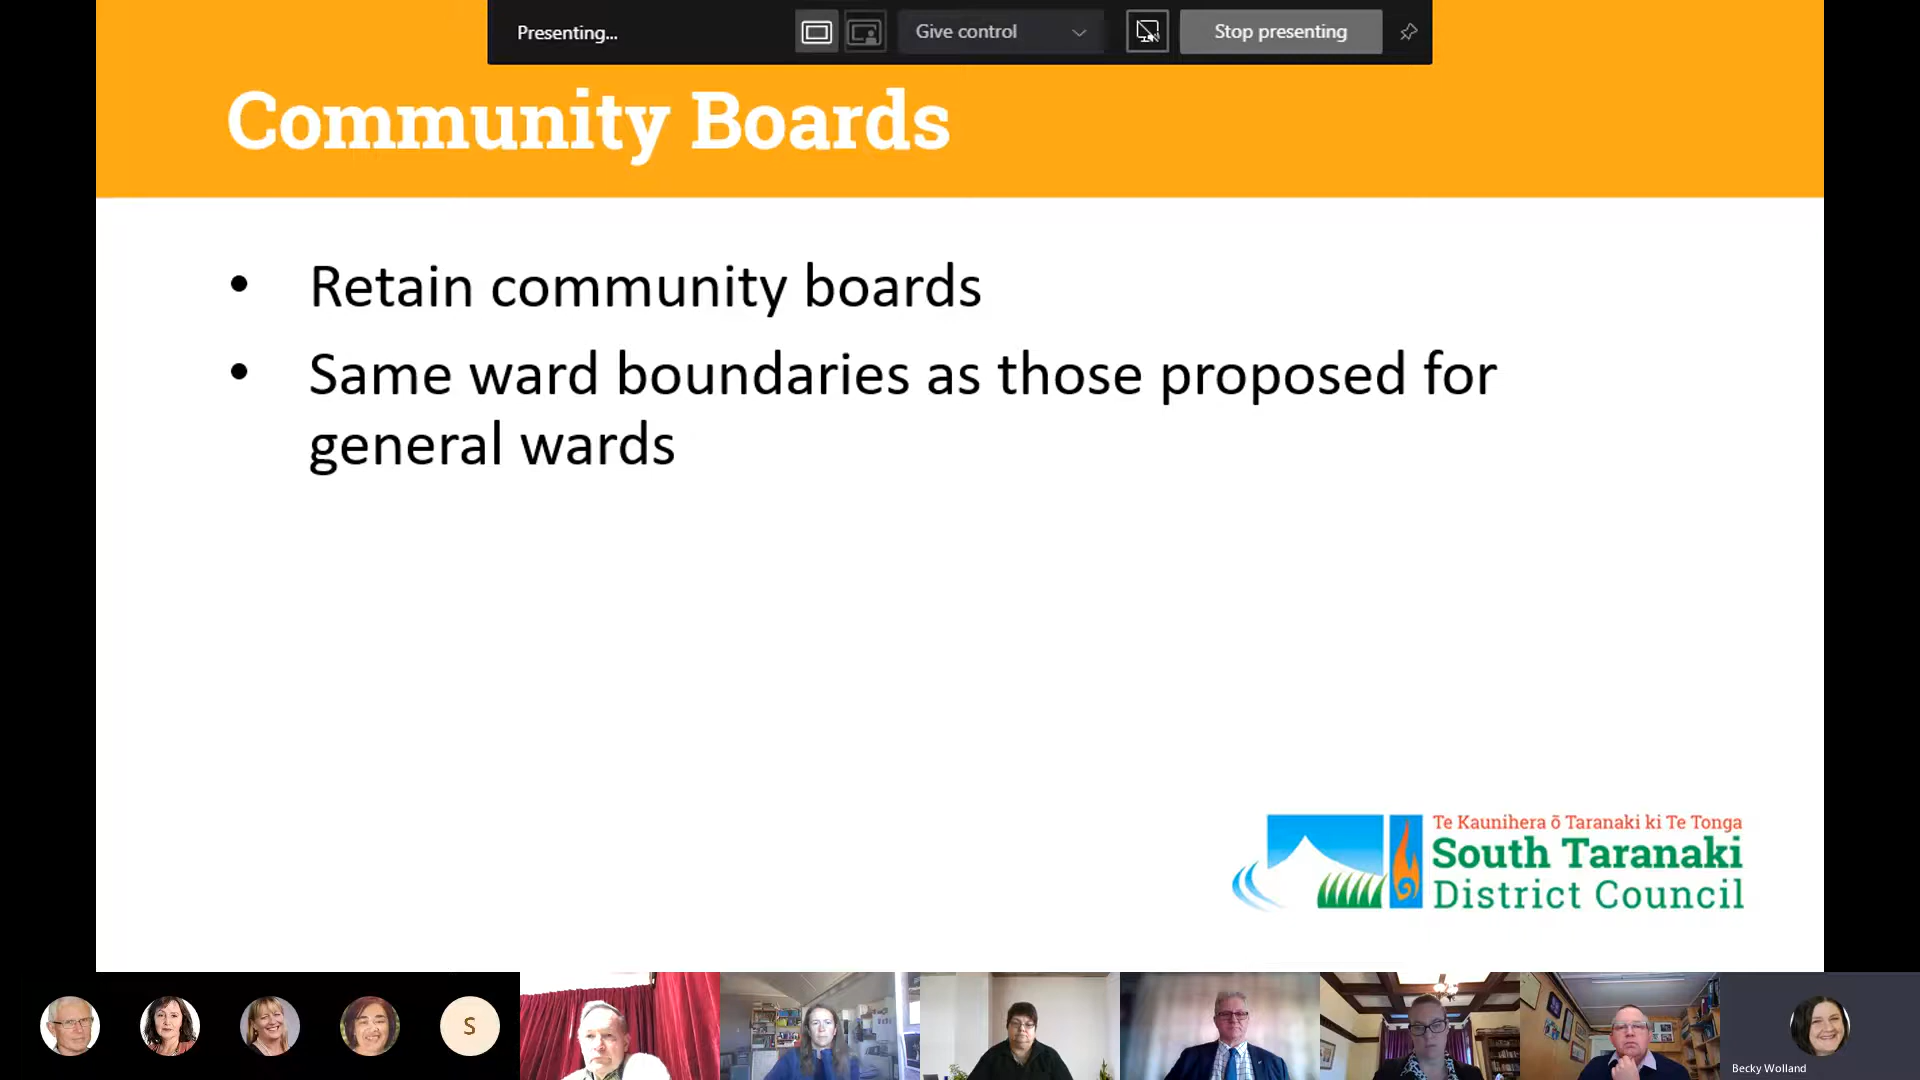 Presenting...
Give control
Stop presenting
Community Boards
• Retain community boards
• Same ward boundaries as those proposed for
general wards
Te Kaunihera õ Taranaki ki Te Tonga
South Taranaki
District Council
S
Becky Wolland